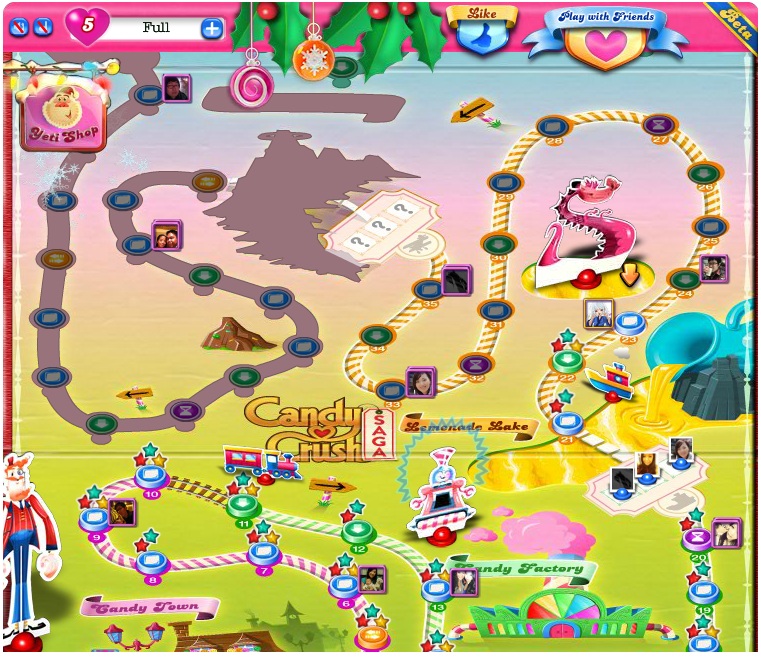 5
Full
Like
Play with Friends
Beta
Yeti Shop
28
27
26
29
25
30
24
35
31
23
34
32
22
33
Candy
Crush
SAGA
Lemonade Lake
21
10
11
9
12
20
8
7
Candy Factory
6
13
19
Candy Town
? ? ?